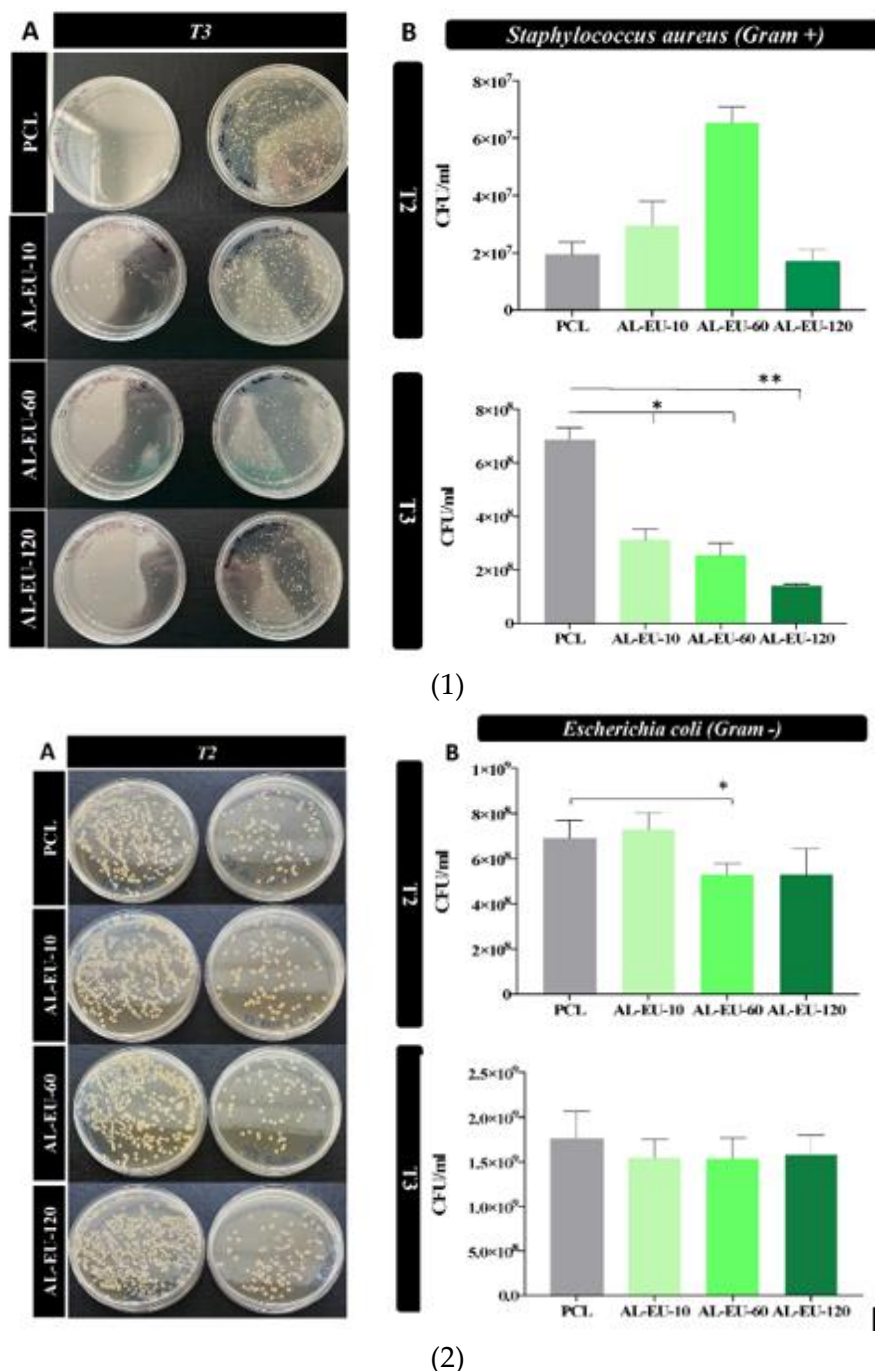 A
T3
PCL
AL-EU-10
AL-EU-60
AL-EU-120
B
Staphylococcus aureus (Gram +)
T2
CFU/ml
8×10⁷
6×10⁷
4×10⁷
2×10⁷
0
PCL AL-EU-10 AL-EU-60 AL-EU-120
T3
CFU/ml
8×10⁸
6×10⁸
4×10⁸
2×10⁸
0
*
**
PCL AL-EU-10 AL-EU-60 AL-EU-120
(1)
A
T2
PCL
AL-EU-10
AL-EU-60
AL-EU-120
B
Escherichia coli (Gram -)
T2
CFU/ml
1×10⁹
8×10⁸
6×10⁸
4×10⁸
2×10⁸
0
*
PCL AL-EU-10 AL-EU-60 AL-EU-120
T3
CFU/ml
2.5×10⁹
2.0×10⁹
1.5×10⁹
1.0×10⁹
5.0×10⁸
0.0
PCL AL-EU-10 AL-EU-60 AL-EU-120
(2)